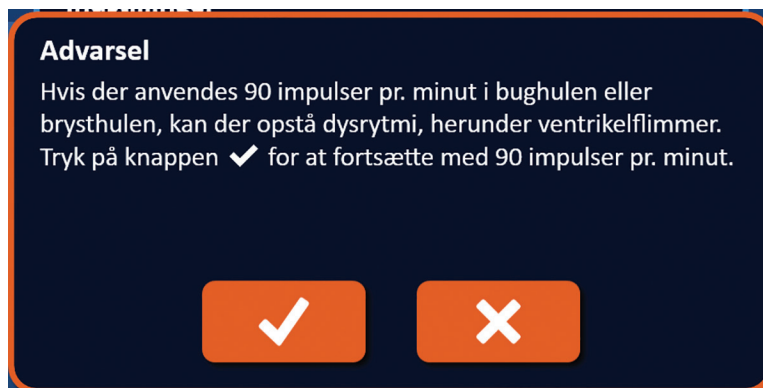 Advarsel
Hvis der anvendes 90 impulser pr. minut i bughulen eller
brysthulen, kan der opstå dysrytmi, herunder ventrikelflimmer.
Tryk på knappen ✔ for at fortsætte med 90 impulser pr. minut.